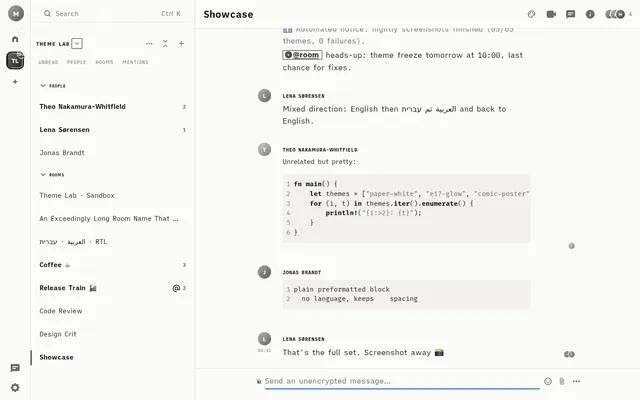 M
Search
Ctrl K
TL
THEME LAB
UNREAD PEOPLE ROOMS MENTIONS
PEOPLE
Theo Nakamura-Whitfield 2
Lena Sørensen 1
Jonas Brandt
ROOMS
Theme Lab · Sandbox
An Exceedingly Long Room Name That …
עברית · العربية · RTL
Coffee ☕ 3
Release Train 🚂 @ 2
Code Review
Design Crit
Showcase
Showcase
4
Automated notice: nightly screenshots finished (65/65
themes, 0 failures).
@room heads-up: theme freeze tomorrow at 10:00, last
chance for fixes.
L
LENA SØRENSEN
Mixed direction: English then עברית ثم العربية and back to
English.
T
THEO NAKAMURA-WHITFIELD
Unrelated but pretty:
1 fn main() {
2     let themes = ["paper-white", "e17-glow", "comic-poster"
3     for (i, t) in themes.iter().enumerate() {
4         println!("{i:>2}: {t}");
5     }
6 }
J
JONAS BRANDT
1 plain preformatted block
2   no language, keeps    spacing
L
LENA SØRENSEN
That's the full set. Screenshot away 📸
Send an unencrypted message…